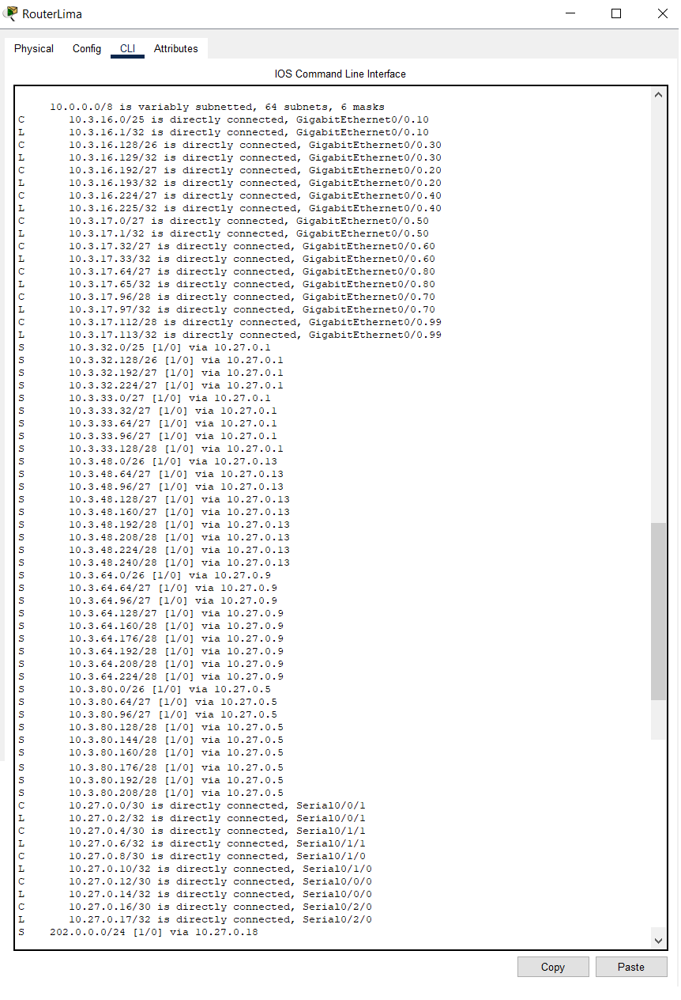 RouterLima
Physical Config CLI Attributes
IOS Command Line Interface
10.0.0.0/8 is variably subnetted, 64 subnets, 6 masks
C 10.3.16.0/25 is directly connected, GigabitEthernet0/0.10
L 10.3.16.1/32 is directly connected, GigabitEthernet0/0.10
C 10.3.16.128/26 is directly connected, GigabitEthernet0/0.30
L 10.3.16.129/32 is directly connected, GigabitEthernet0/0.30
C 10.3.16.192/27 is directly connected, GigabitEthernet0/0.20
L 10.3.16.193/32 is directly connected, GigabitEthernet0/0.20
C 10.3.16.224/27 is directly connected, GigabitEthernet0/0.40
L 10.3.16.225/32 is directly connected, GigabitEthernet0/0.40
C 10.3.17.0/27 is directly connected, GigabitEthernet0/0.50
L 10.3.17.1/32 is directly connected, GigabitEthernet0/0.50
C 10.3.17.32/27 is directly connected, GigabitEthernet0/0.60
L 10.3.17.33/32 is directly connected, GigabitEthernet0/0.60
C 10.3.17.64/27 is directly connected, GigabitEthernet0/0.80
L 10.3.17.65/32 is directly connected, GigabitEthernet0/0.80
C 10.3.17.96/28 is directly connected, GigabitEthernet0/0.70
L 10.3.17.97/32 is directly connected, GigabitEthernet0/0.70
C 10.3.17.112/28 is directly connected, GigabitEthernet0/0.99
L 10.3.17.113/32 is directly connected, GigabitEthernet0/0.99
S 10.3.32.0/25 [1/0] via 10.27.0.1
S 10.3.32.128/26 [1/0] via 10.27.0.1
S 10.3.32.192/27 [1/0] via 10.27.0.1
S 10.3.32.224/27 [1/0] via 10.27.0.1
S 10.3.33.0/27 [1/0] via 10.27.0.1
S 10.3.33.32/27 [1/0] via 10.27.0.1
S 10.3.33.64/27 [1/0] via 10.27.0.1
S 10.3.33.96/27 [1/0] via 10.27.0.1
S 10.3.33.128/28 [1/0] via 10.27.0.1
S 10.3.48.0/26 [1/0] via 10.27.0.13
S 10.3.48.64/27 [1/0] via 10.27.0.13
S 10.3.48.96/27 [1/0] via 10.27.0.13
S 10.3.48.128/27 [1/0] via 10.27.0.13
S 10.3.48.160/27 [1/0] via 10.27.0.13
S 10.3.48.192/28 [1/0] via 10.27.0.13
S 10.3.48.208/28 [1/0] via 10.27.0.13
S 10.3.48.224/28 [1/0] via 10.27.0.13
S 10.3.48.240/28 [1/0] via 10.27.0.13
S 10.3.64.0/26 [1/0] via 10.27.0.9
S 10.3.64.64/27 [1/0] via 10.27.0.9
S 10.3.64.96/27 [1/0] via 10.27.0.9
S 10.3.64.128/27 [1/0] via 10.27.0.9
S 10.3.64.160/28 [1/0] via 10.27.0.9
S 10.3.64.176/28 [1/0] via 10.27.0.9
S 10.3.64.192/28 [1/0] via 10.27.0.9
S 10.3.64.208/28 [1/0] via 10.27.0.9
S 10.3.64.224/28 [1/0] via 10.27.0.9
S 10.3.80.0/26 [1/0] via 10.27.0.5
S 10.3.80.64/27 [1/0] via 10.27.0.5
S 10.3.80.96/27 [1/0] via 10.27.0.5
S 10.3.80.128/28 [1/0] via 10.27.0.5
S 10.3.80.144/28 [1/0] via 10.27.0.5
S 10.3.80.160/28 [1/0] via 10.27.0.5
S 10.3.80.176/28 [1/0] via 10.27.0.5
S 10.3.80.192/28 [1/0] via 10.27.0.5
S 10.3.80.208/28 [1/0] via 10.27.0.5
C 10.27.0.0/30 is directly connected, Serial0/0/1
L 10.27.0.2/32 is directly connected, Serial0/0/1
C 10.27.0.4/30 is directly connected, Serial0/1/1
L 10.27.0.6/32 is directly connected, Serial0/1/1
C 10.27.0.8/30 is directly connected, Serial0/1/0
L 10.27.0.10/32 is directly connected, Serial0/1/0
C 10.27.0.12/30 is directly connected, Serial0/0/0
L 10.27.0.14/32 is directly connected, Serial0/0/0
C 10.27.0.16/30 is directly connected, Serial0/2/0
L 10.27.0.17/32 is directly connected, Serial0/2/0
S 202.0.0.0/24 [1/0] via 10.27.0.18
Copy Paste